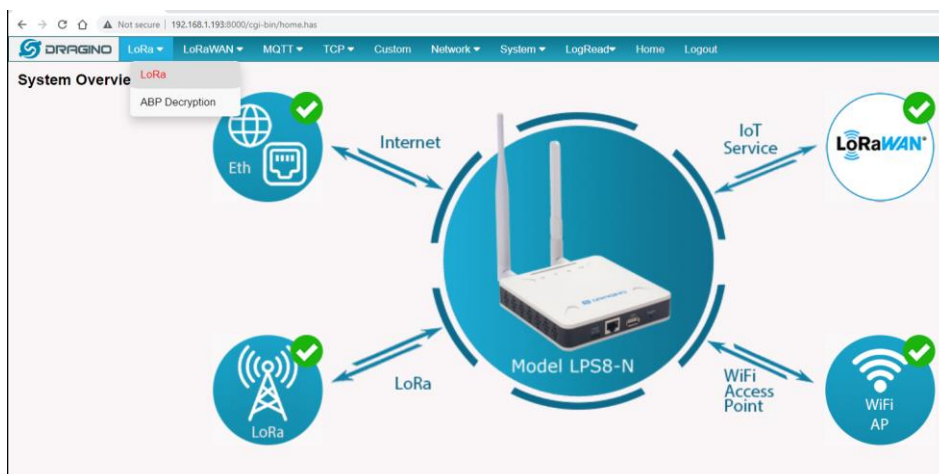 Not secure | 192.168.1.193:8000/cgi-bin/home.has
DRAGINO LoRa LoRaWAN MQTT TCP Custom Network System LogRead Home Logout
System Overvie
LoRa
ABP Decryption
Eth
Internet
IoT
Service
LoRaWAN
DRAGINO
Model LPS8-N
LoRa
LoRa
WiFi
Access
Point
WiFi
AP